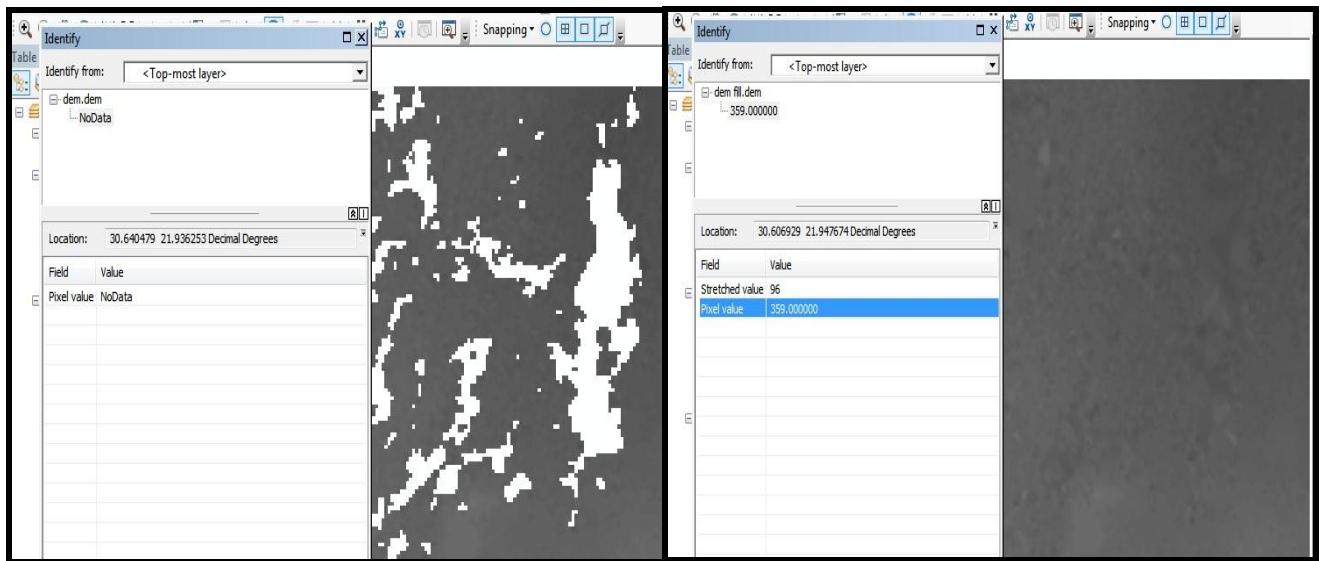 Identify
Snapping
Table
Identify from: <Top-most layer>
dem.dem
NoData
Location: 30.640479 21.936253 Decimal Degrees
Field Value
Pixel value NoData
Identify
Snapping
able
Identify from: <Top-most layer>
dem fill.dem
359.000000
Location: 30.606929 21.947674 Decimal Degrees
Field Value
Stretched value 96
Pixel value 359.000000